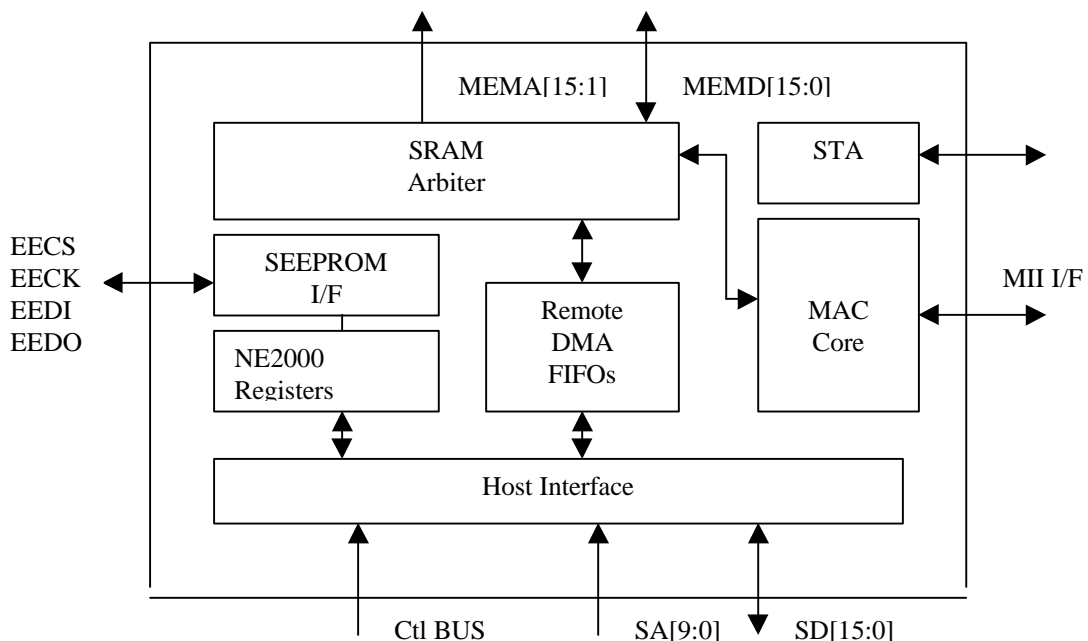 MEMA[15:1] MEMD[15:0]
SRAM
Arbiter
STA
EECS
EECK
EEDI
EEDO
SEEPROM
I/F
NE2000
Registers
Remote
DMA
FIFOs
MAC
Core
MII I/F
Host Interface
Ctl BUS SA[9:0] SD[15:0]